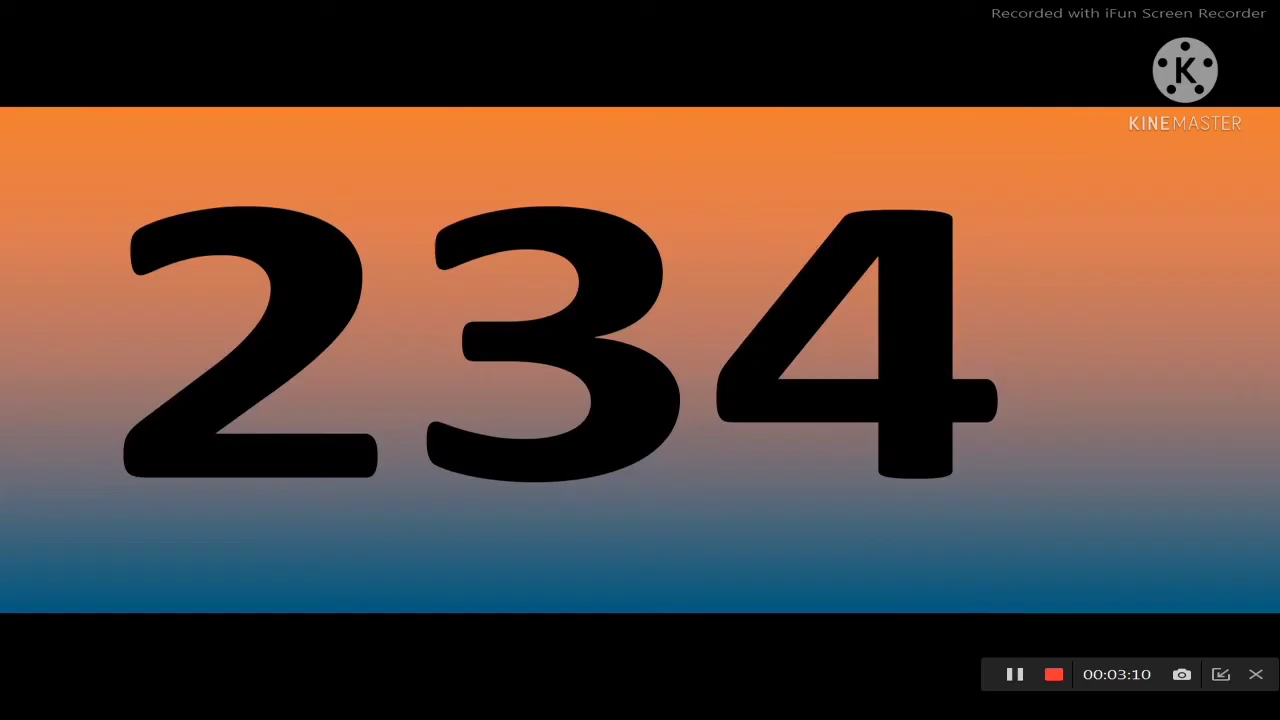 Recorded with iFun Screen Recorder
K
KINEMASTER
234
00:03:10